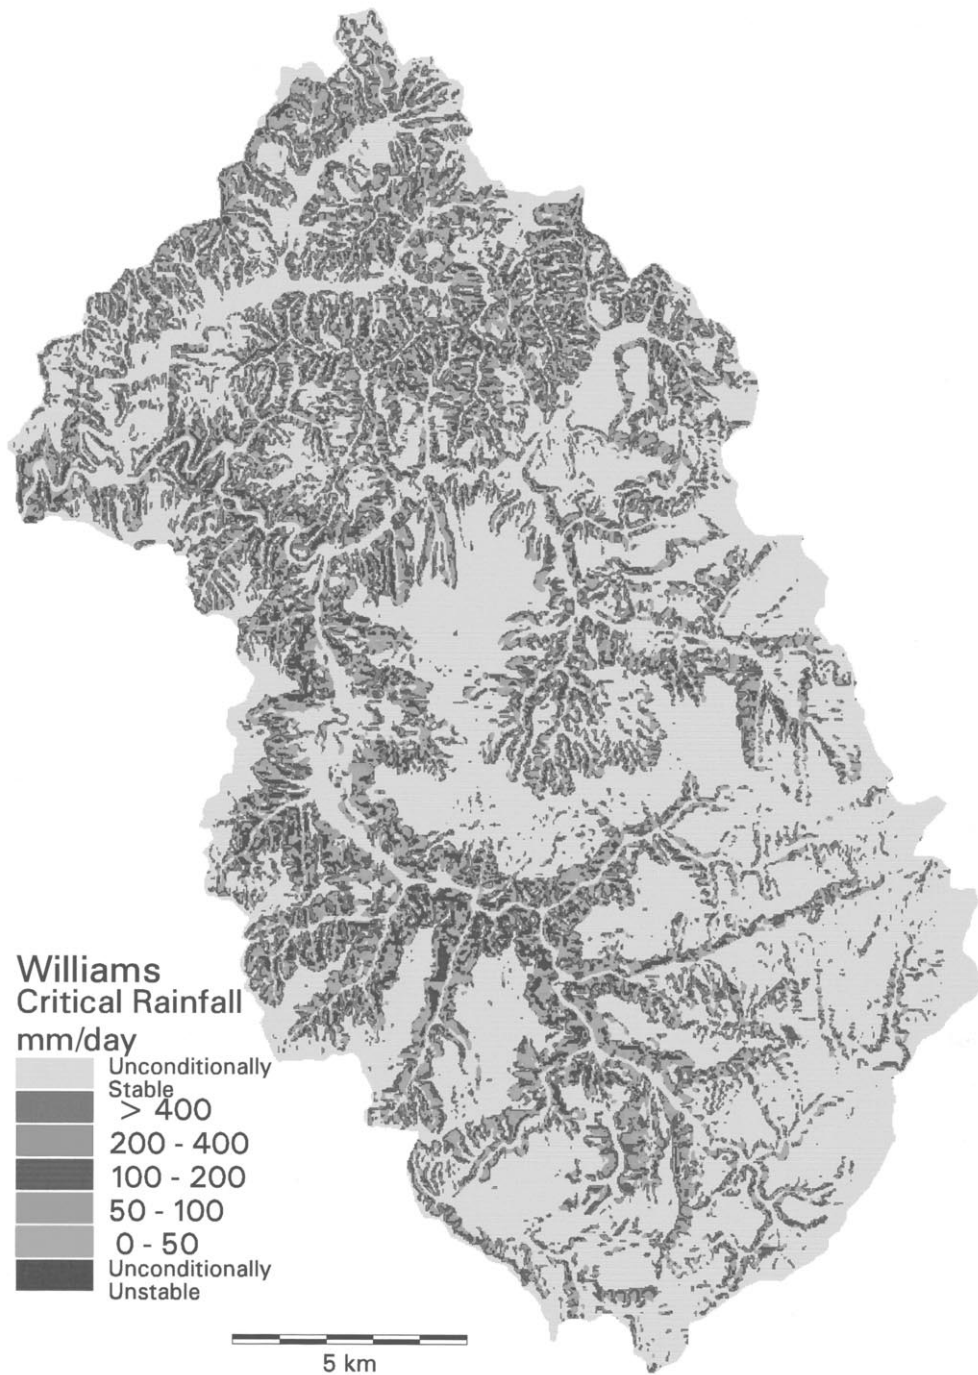 Williams
Critical Rainfall
mm/day
Unconditionally
Stable
> 400
200 - 400
100 - 200
50 - 100
0 - 50
Unconditionally
Unstable
5 km